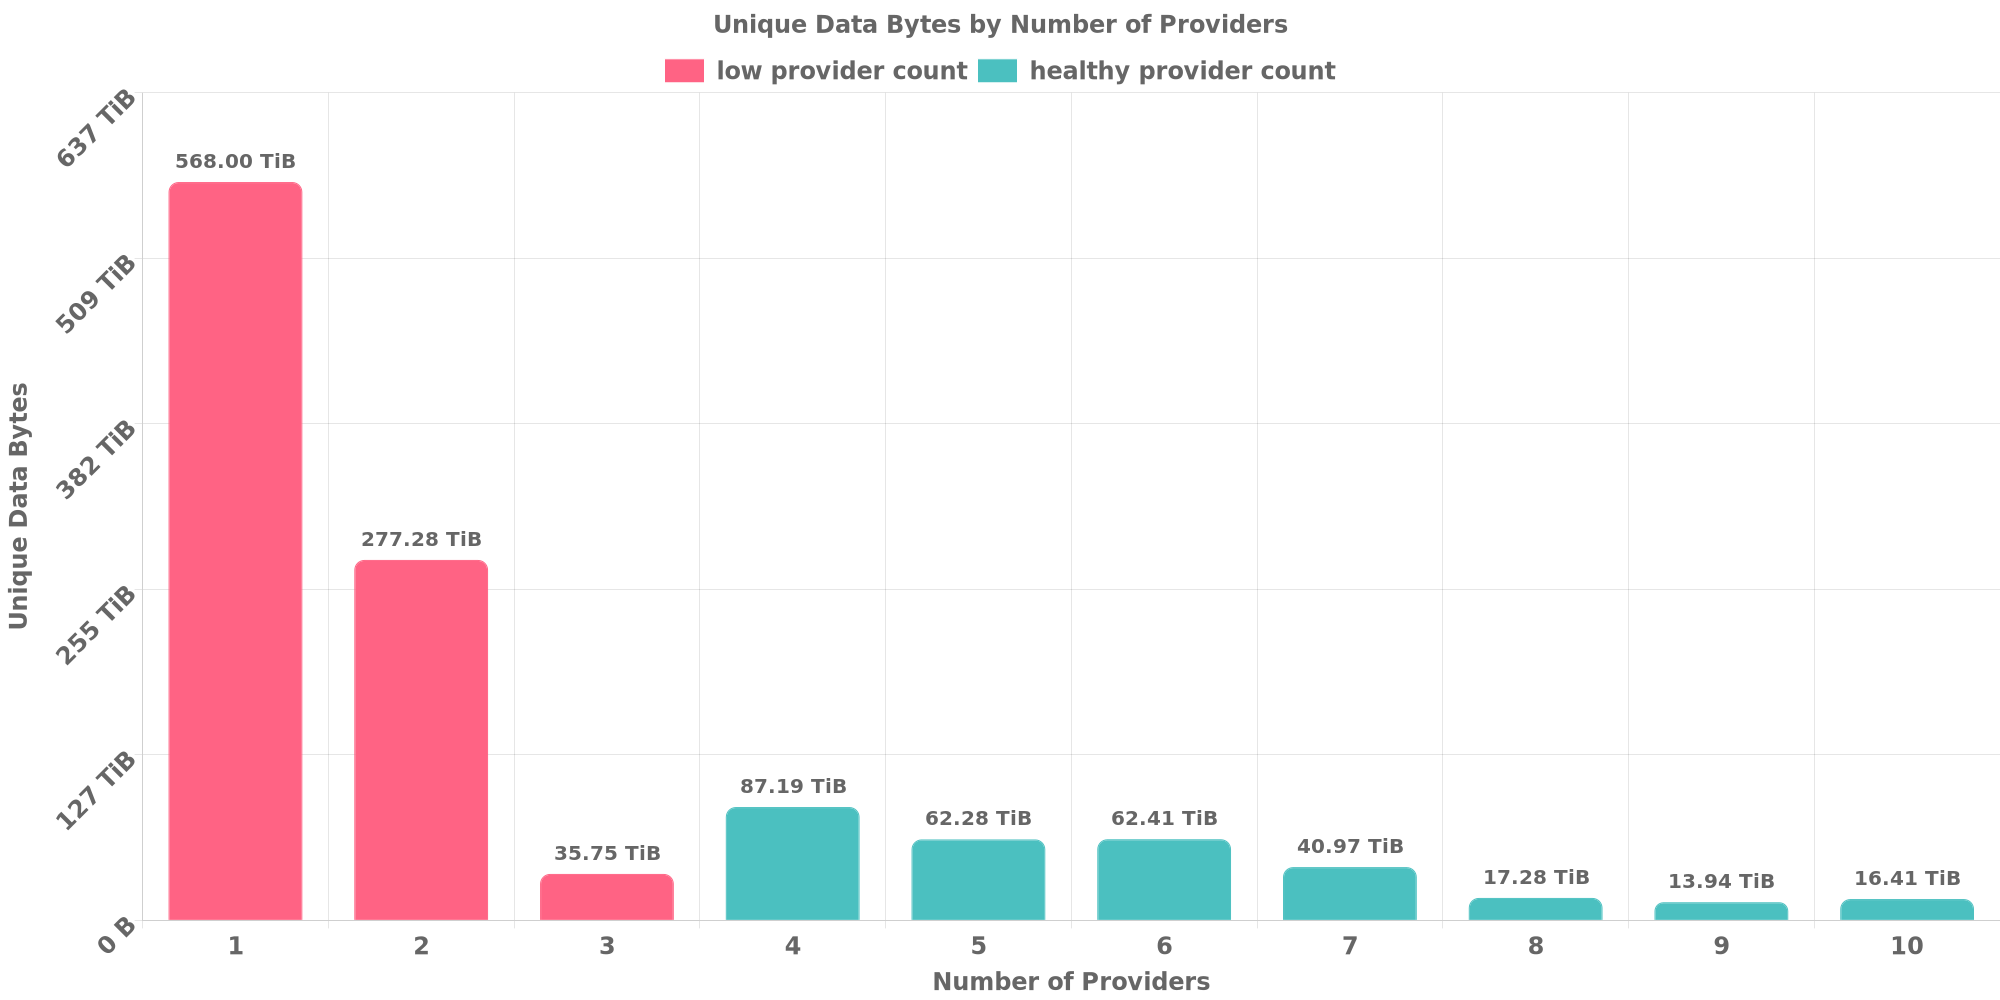 Unique Data Bytes by Number of Providers
low provider count healthy provider count
637 TiB
509 TiB
382 TiB
255 TiB
127 TiB
0 B
Unique Data Bytes
568.00 TiB
277.28 TiB
35.75 TiB
87.19 TiB
62.28 TiB
62.41 TiB
40.97 TiB
17.28 TiB
13.94 TiB
16.41 TiB
1 2 3 4 5 6 7 8 9 10
Number of Providers